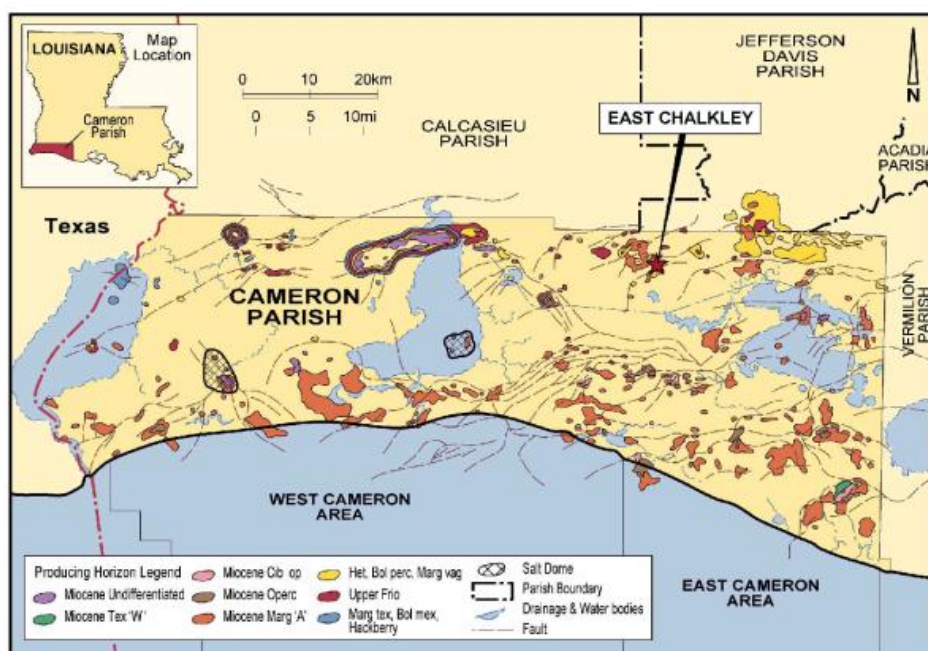 LOUISIANA
Map
Location
Cameron
Parish
0 10 20km
0 5 10mi
JEFFERSON
DAVIS
PARISH
N
EAST CHALKLEY
CALCASIEU
PARISH
ACADIA
PARISH
Texas
CAMERON
PARISH
VERMILION
PARISH
WEST CAMERON
AREA
EAST CAMERON
AREA
Producing Horizon Legend
Miocene Undifferentiated
Miocene Tex 'W'
Miocene Cib op
Miocene Operc
Miocene Marg 'A'
Het, Bol perc, Marg vag
Upper Frio
Marg tex, Bol mex,
Hackberry
Salt Dome
Parish Boundary
Drainage & Water bodies
Fault